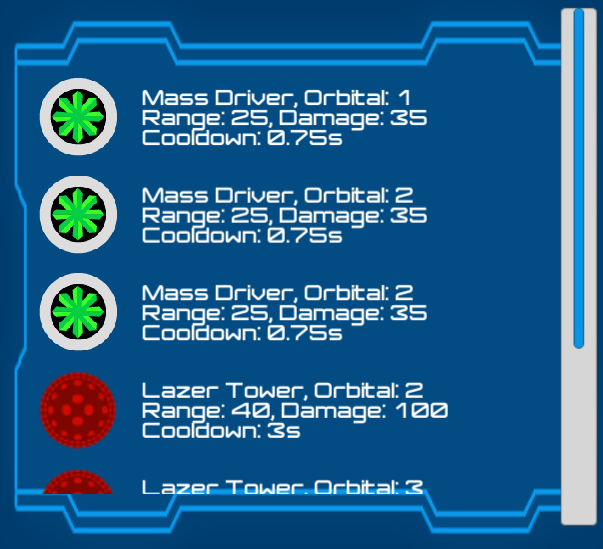 Mass Driver, Orbital: 1
Range: 25, Damage: 35
Cooldown: 0.75s
Mass Driver, Orbital: 2
Range: 25, Damage: 35
Cooldown: 0.75s
Mass Driver, Orbital: 2
Range: 25, Damage: 35
Cooldown: 0.75s
Lazer Tower, Orbital: 2
Range: 40, Damage: 100
Cooldown: 3s
Lazer Tower, Orbital: 3